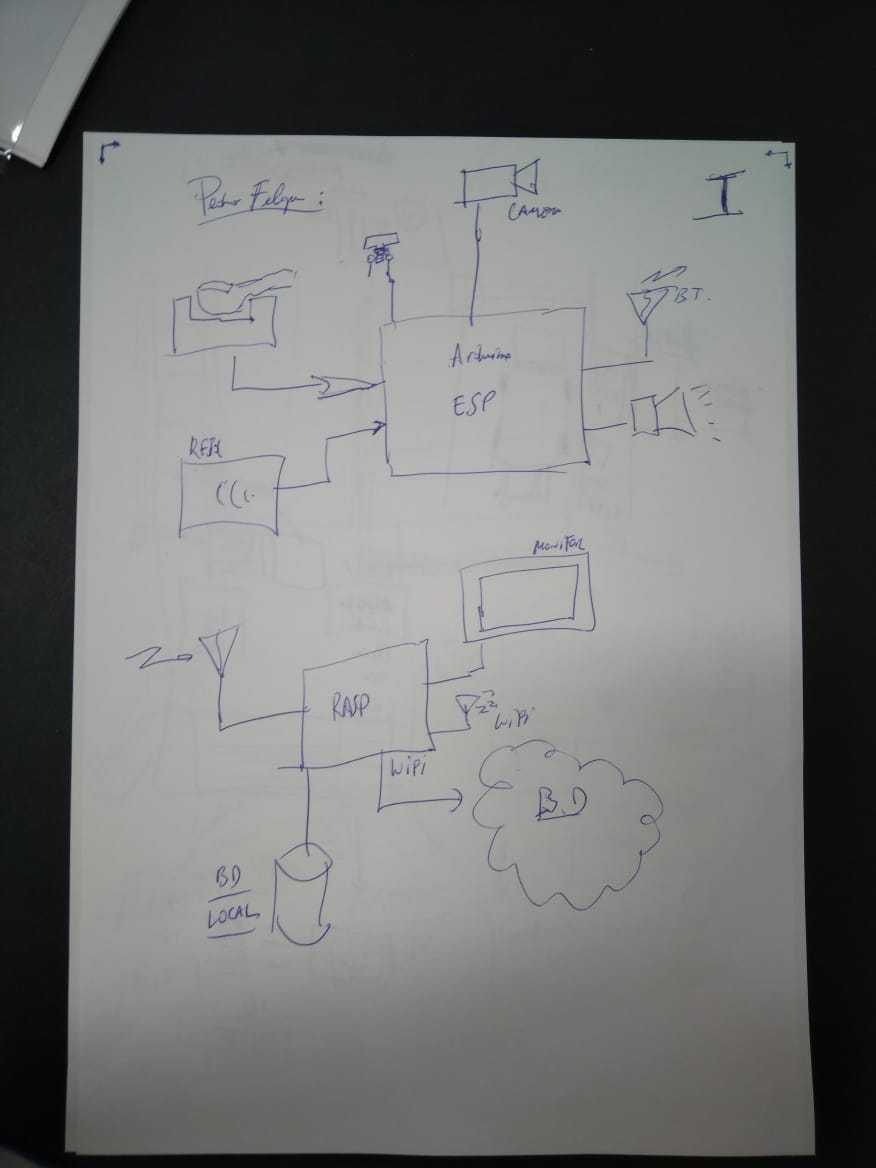 I
Pedro Felipe :
CAMERA
BT.
Arduino
ESP
RFID
MONITOR
RASP
WiFi
WiFi
B.D
BD
LOCAL